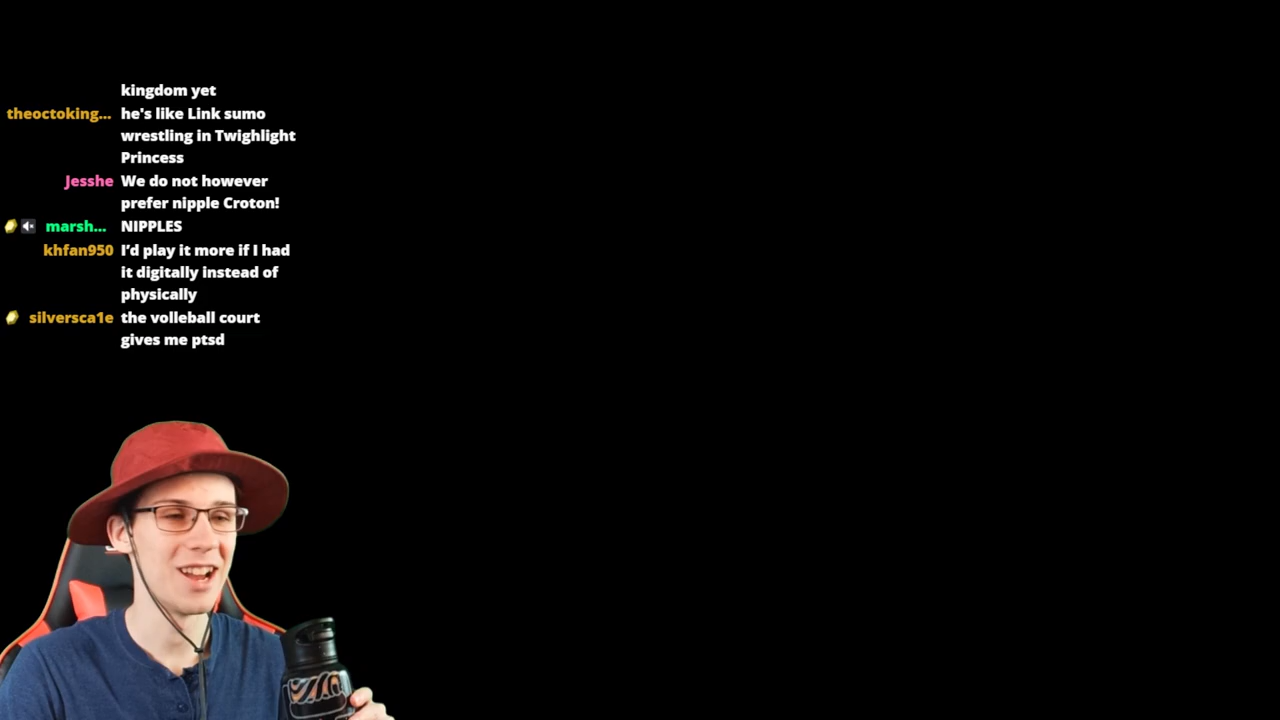 kingdom yet
theoctoking... he's like Link sumo
wrestling in Twighlight
Princess
Jesshe We do not however
prefer nipple Croton!
marsh... NIPPLES
khfan950 I'd play it more if I had
it digitally instead of
physically
silversca1e the volleball court
gives me ptsd